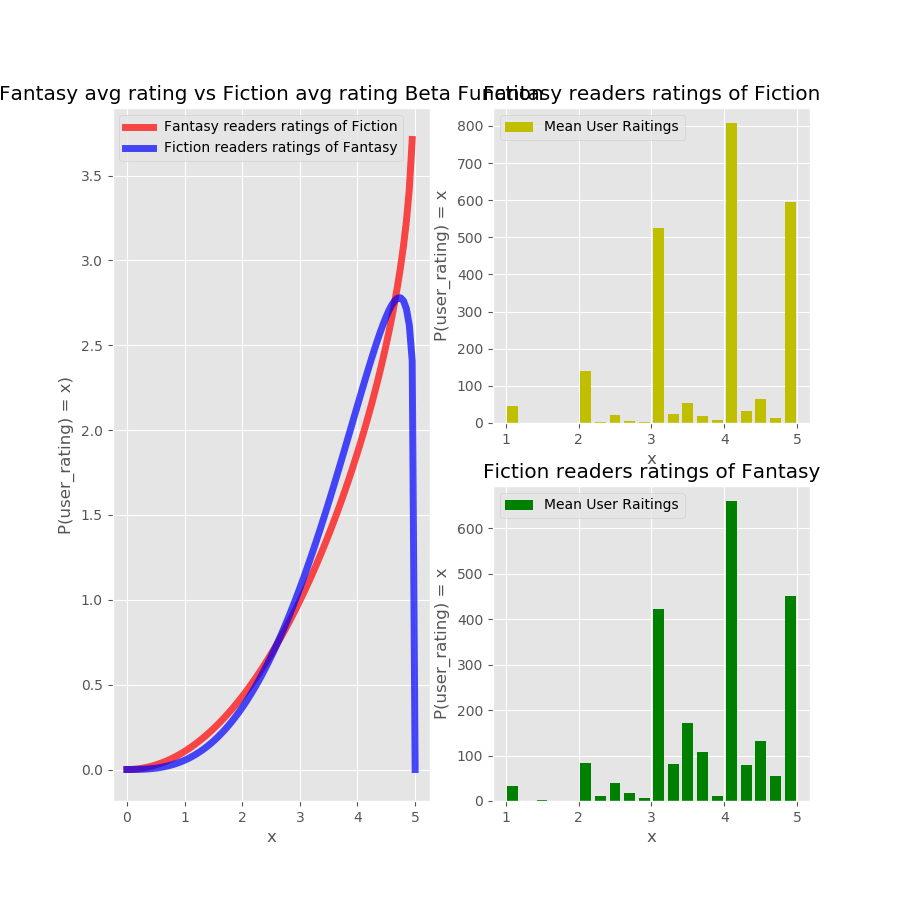 Fantasy avg rating vs Fiction avg rating Beta Function
Fantasy readers ratings of Fiction
Fiction readers ratings of Fantasy
P(user_rating) = x)
3.5
3.0
2.5
2.0
1.5
1.0
0.5
0.0
0 1 2 3 4 5
x
Fantasy readers ratings of Fiction
Mean User Raitings
P(user_rating) = x
800
700
600
500
400
300
200
100
0
1 2 3 4 5
x
Fiction readers ratings of Fantasy
Mean User Raitings
P(user_rating) = x
600
500
400
300
200
100
0
1 2 3 4 5
x